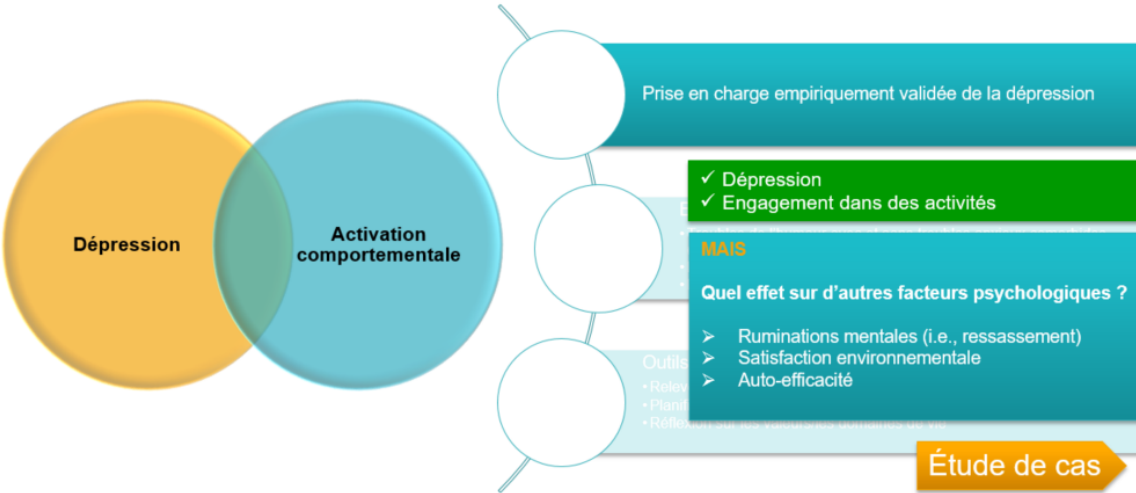 Dépression
Activation
comportementale
Prise en charge empiriquement validée de la dépression
✓ Dépression
✓ Engagement dans des activités
MAIS
Quel effet sur d'autres facteurs psychologiques ?
➢ Ruminations mentales (i.e., ressassement)
➢ Satisfaction environnementale
➢ Auto-efficacité
Outils
Étude de cas